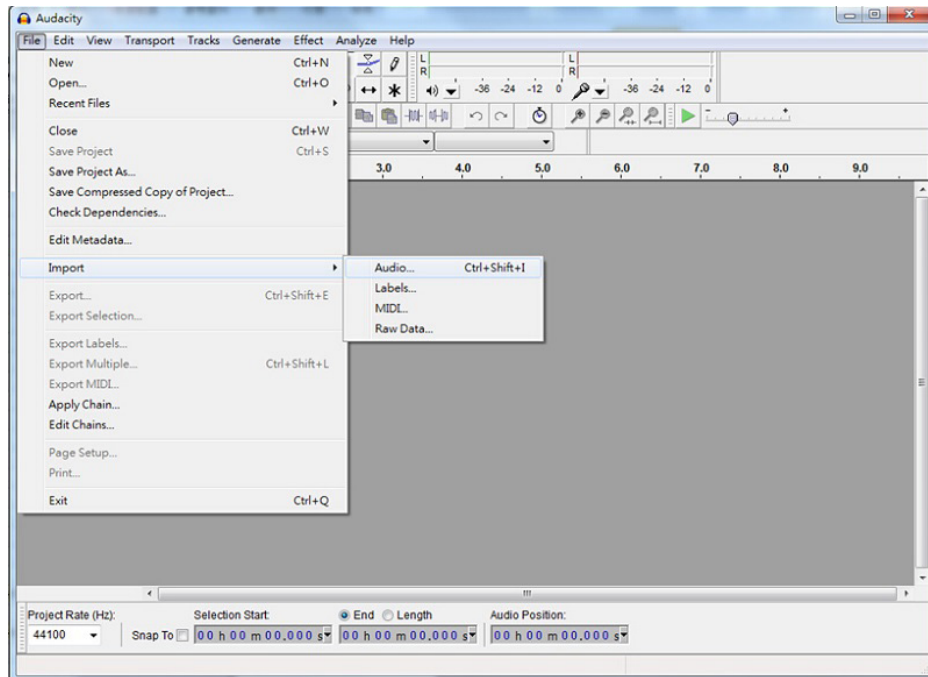 Audacity
File Edit View Transport Tracks Generate Effect Analyze Help
New Ctrl+N
Open... Ctrl+O
Recent Files
Close Ctrl+W
Save Project Ctrl+S
Save Project As...
Save Compressed Copy of Project...
Check Dependencies...
Edit Metadata...
Import
Export... Ctrl+Shift+E
Export Selection...
Export Labels...
Export Multiple... Ctrl+Shift+L
Export MIDI...
Apply Chain...
Edit Chains...
Page Setup...
Print...
Exit Ctrl+Q
Audio... Ctrl+Shift+I
Labels...
MIDI...
Raw Data...
L L
R R
-36 -24 -12 0 -36 -24 -12 0
3.0 4.0 5.0 6.0 7.0 8.0 9.0
Project Rate (Hz): Selection Start: End Length Audio Position:
44100 Snap To 00 h 00 m 00.000 s 00 h 00 m 00.000 s 00 h 00 m 00.000 s